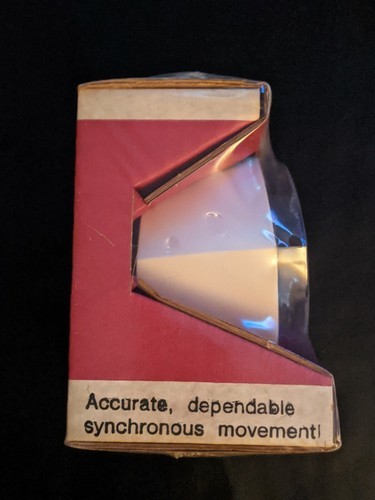 Accurate, dependable
synchronous movement!